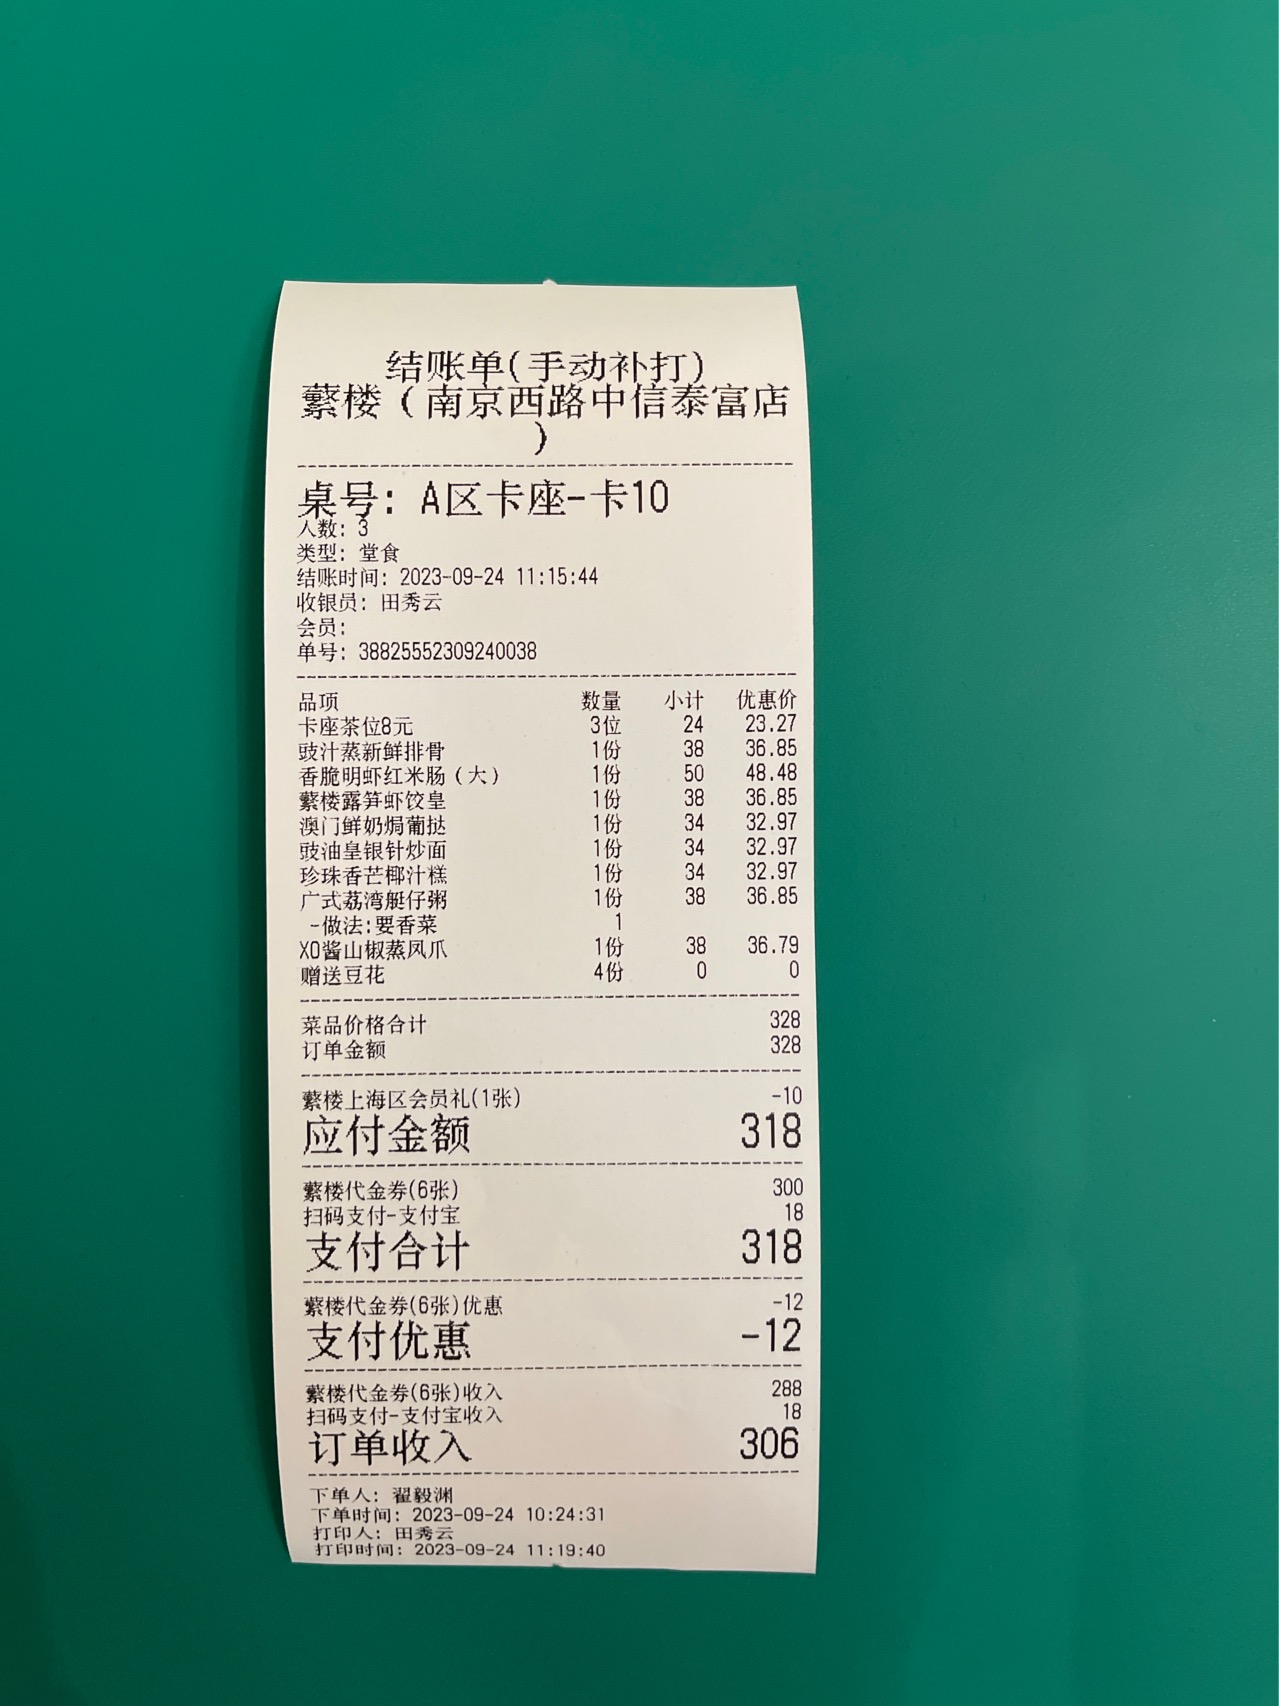 结账单(手动补打)
蘩楼（南京西路中信泰富店
）
桌号: A区卡座-卡10
人数: 3
类型: 堂食
结账时间: 2023-09-24 11:15:44
收银员: 田秀云
会员:
单号: 38825552309240038
品项 数量 小计 优惠价
卡座茶位8元 3位 24 23.27
豉汁蒸新鲜排骨 1份 38 36.85
香脆明虾红米肠（大） 1份 50 48.48
蘩楼露笋虾饺皇 1份 38 36.85
澳门鲜奶焗葡挞 1份 34 32.97
豉油皇银针炒面 1份 34 32.97
珍珠香芒椰汁糕 1份 34 32.97
广式荔湾艇仔粥 1份 38 36.85
-做法:要香菜 1
XO酱山椒蒸凤爪 1份 38 36.79
赠送豆花 4份 0 0
菜品价格合计 328
订单金额 328
蘩楼上海区会员礼(1张) -10
应付金额 318
蘩楼代金券(6张) 300
扫码支付-支付宝 18
支付合计 318
蘩楼代金券(6张)优惠 -12
支付优惠 -12
蘩楼代金券(6张)收入 288
扫码支付-支付宝收入 18
订单收入 306
下单人: 翟毅渊
下单时间: 2023-09-24 10:24:31
打印人: 田秀云
打印时间: 2023-09-24 11:19:40